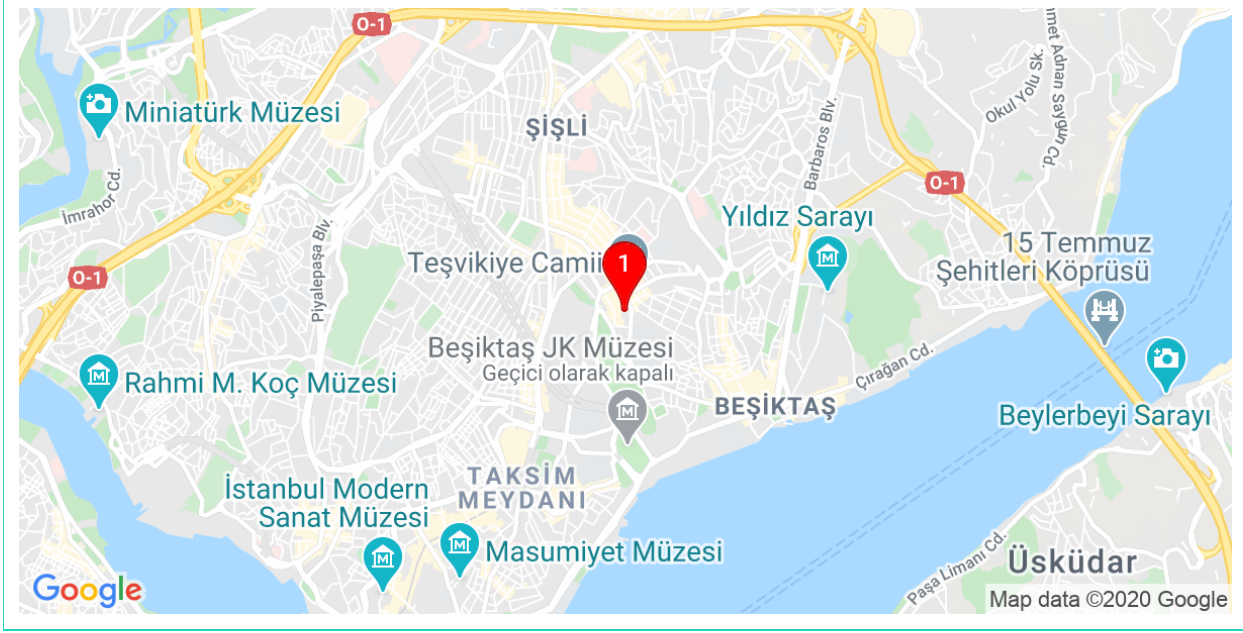 O-1
Miniatürk Müzesi
ŞİŞLİ
Okul Yolu Sk.
Barbaros Blv.
O-1
İmrahor Cd.
Yıldız Sarayı
Piyalepaşa Blv.
15 Temmuz
Şehitleri Köprüsü
Teşvikiye Camii
1
O-1
Beşiktaş JK Müzesi
Geçici olarak kapalı
Çırağan Cd.
Rahmi M. Koç Müzesi
BEŞİKTAŞ
Beylerbeyi Sarayı
TAKSİM
MEYDANI
İstanbul Modern
Sanat Müzesi
Masumiyet Müzesi
Paşa Limanı Cd.
Üsküdar
Google
Map data ©2020 Google
Adnan Saygun Cd.